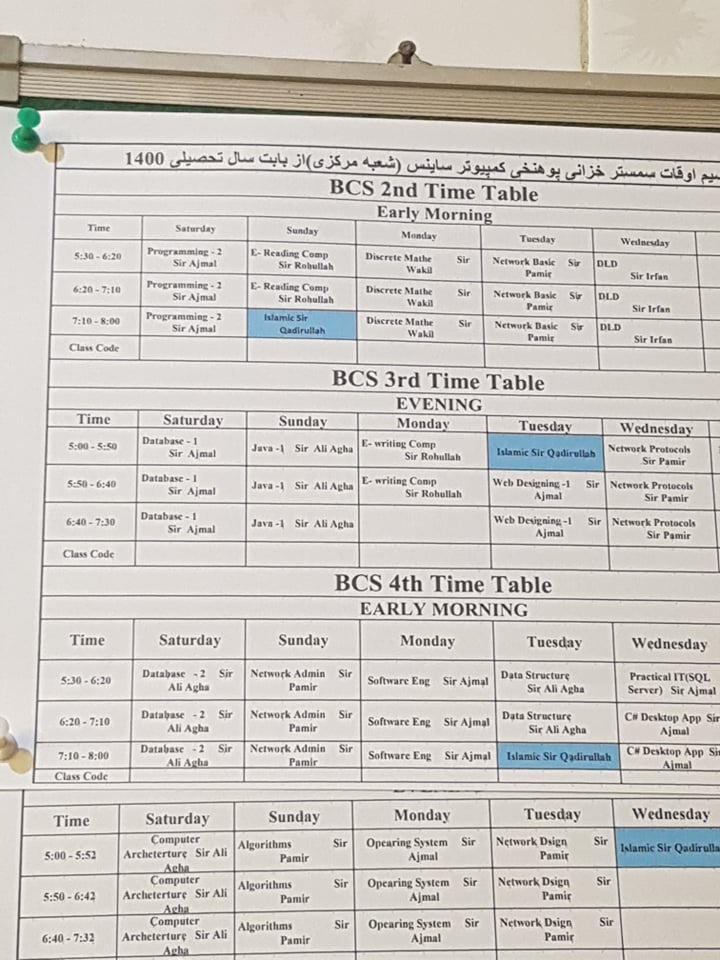 سیم اوقات سمستر خزانی پوهنخی کمپیوتر ساینس (شعبه مرکزی)از بابت سال تحصیلی 1400
BCS 2nd Time Table
Early Morning
Time Saturday Sunday Monday Tuesday Wednesday
5:30 - 6:20 Programming - 2 Sir Ajmal E- Reading Comp Sir Rohullah Discrete Mathe Sir Wakil Network Basic Sir Pamir DLD Sir Irfan
6:20 - 7:10 Programming - 2 Sir Ajmal E- Reading Comp Sir Rohullah Discrete Mathe Sir Wakil Network Basic Sir Pamir DLD Sir Irfan
7:10 - 8:00 Programming - 2 Sir Ajmal Islamic Sir Qadirullah Discrete Mathe Sir Wakil Network Basic Sir Pamir DLD Sir Irfan
Class Code
BCS 3rd Time Table
EVENING
Time Saturday Sunday Monday Tuesday Wednesday
5:00 - 5:50 Database - 1 Sir Ajmal Java -1 Sir Ali Agha E- writing Comp Sir Rohullah Islamic Sir Qadirullah Network Protocols Sir Pamir
5:50 - 6:40 Database - 1 Sir Ajmal Java -1 Sir Ali Agha E- writing Comp Sir Rohullah Web Designing -1 Sir Ajmal Network Protocols Sir Pamir
6:40 - 7:30 Database - 1 Sir Ajmal Java -1 Sir Ali Agha Web Designing -1 Sir Ajmal Network Protocols Sir Pamir
Class Code
BCS 4th Time Table
EARLY MORNING
Time Saturday Sunday Monday Tuesday Wednesday
5:30 - 6:20 Database - 2 Sir Ali Agha Network Admin Sir Pamir Software Eng Sir Ajmal Data Structure Sir Ali Agha Practical IT(SQL Server) Sir Ajmal
6:20 - 7:10 Database - 2 Sir Ali Agha Network Admin Sir Pamir Software Eng Sir Ajmal Data Structure Sir Ali Agha C# Desktop App Sir Ajmal
7:10 - 8:00 Database - 2 Sir Ali Agha Network Admin Sir Pamir Software Eng Sir Ajmal Islamic Sir Qadirullah C# Desktop App Sir Ajmal
Class Code
Time Saturday Sunday Monday Tuesday Wednesday
5:00 - 5:52 Computer Archeterture Sir Ali Agha Algorithms Sir Pamir Opearing System Sir Ajmal Network Dsign Sir Pamir Islamic Sir Qadirulla
5:50 - 6:42 Computer Archeterture Sir Ali Agha Algorithms Sir Pamir Opearing System Sir Ajmal Network Dsign Sir Pamir
6:40 - 7:32 Computer Archeterture Sir Ali Agha Algorithms Sir Pamir Opearing System Sir Ajmal Network Dsign Sir Pamir